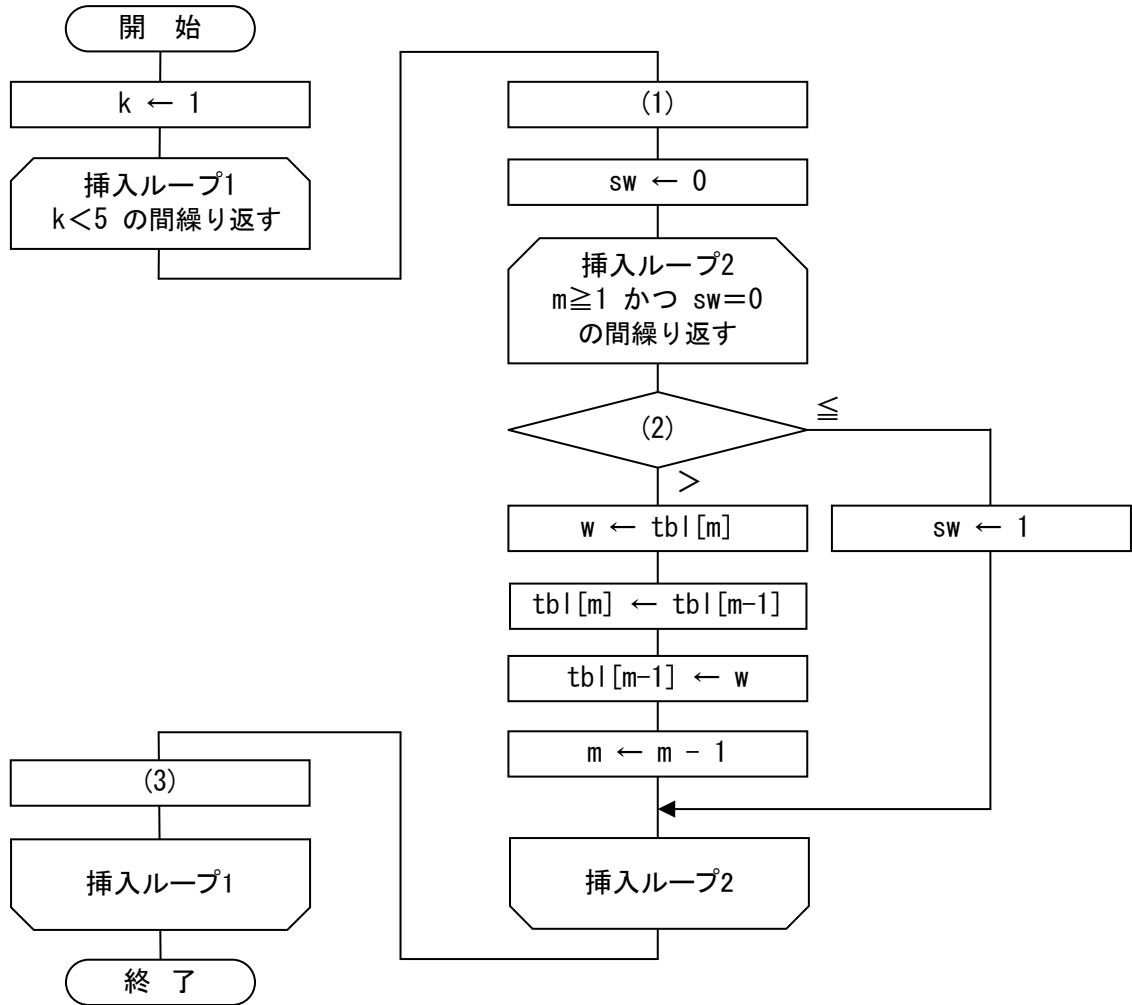 開 始
k ← 1
挿入ループ1
k＜5 の間繰り返す
(1)
sw ← 0
挿入ループ2
m≧1 かつ sw＝0
の間繰り返す
(2)
≦
＞
w ← tbl[m]
sw ← 1
tbl[m] ← tbl[m-1]
tbl[m-1] ← w
m ← m - 1
挿入ループ2
(3)
挿入ループ1
終 了